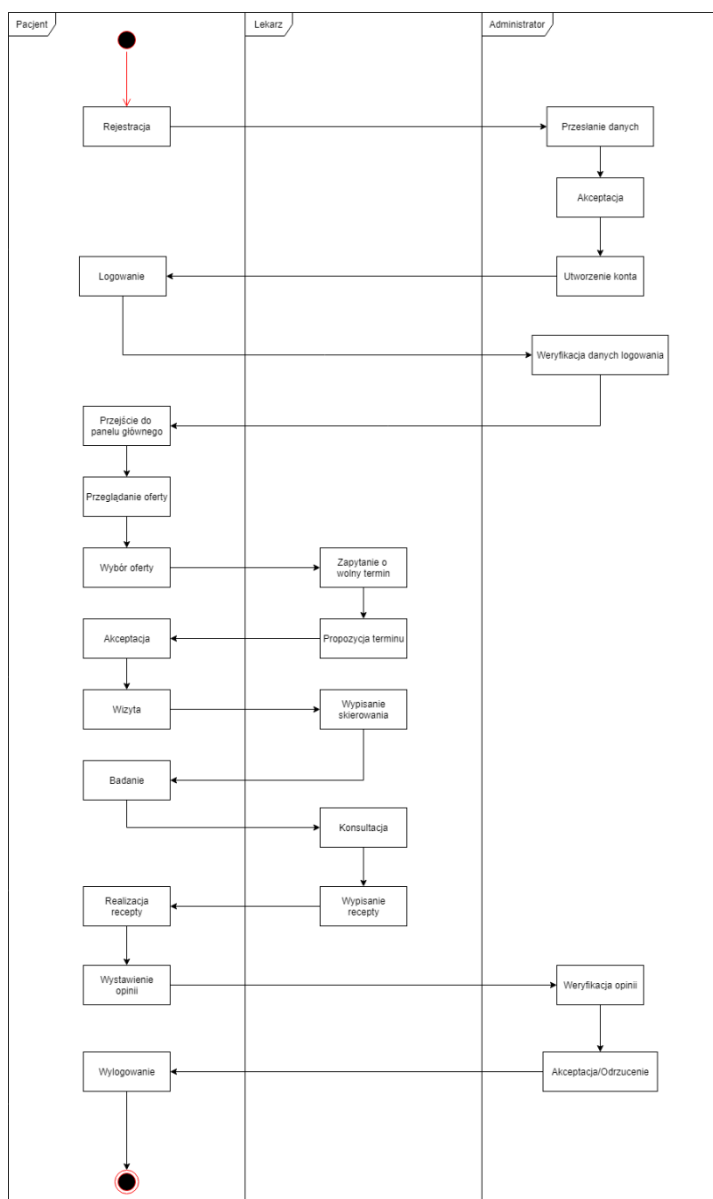 Pacjent
Lekarz
Administrator
Rejestracja
Przesłanie danych
Akceptacja
Logowanie
Utworzenie konta
Weryfikacja danych logowania
Przejście do
panelu głównego
Przeglądanie oferty
Wybór oferty
Zapytanie o
wolny termin
Akceptacja
Propozycja terminu
Wizyta
Wypisanie
skierowania
Badanie
Konsultacja
Realizacja
recepty
Wypisanie
recepty
Wystawienie
opinii
Weryfikacja opinii
Wylogowanie
Akceptacja/Odrzucenie